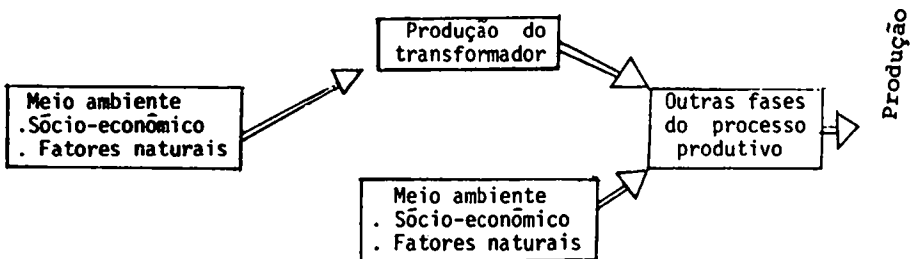 Produção do
transformador
Meio ambiente
.Sócio-econômico
. Fatores naturais
Outras fases
do processo
produtivo
Produção
Meio ambiente
. Sócio-econômico
. Fatores naturais